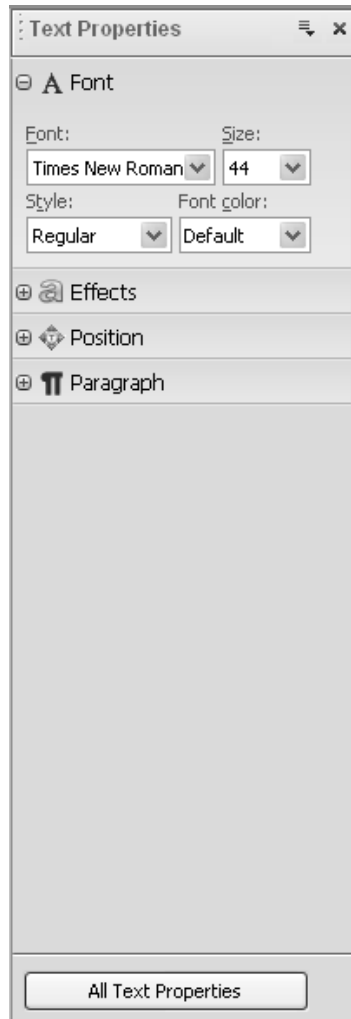 Text Properties
A Font
Font: Size:
Times New Roman 44
Style: Font color:
Regular Default
Effects
Position
Paragraph
All Text Properties